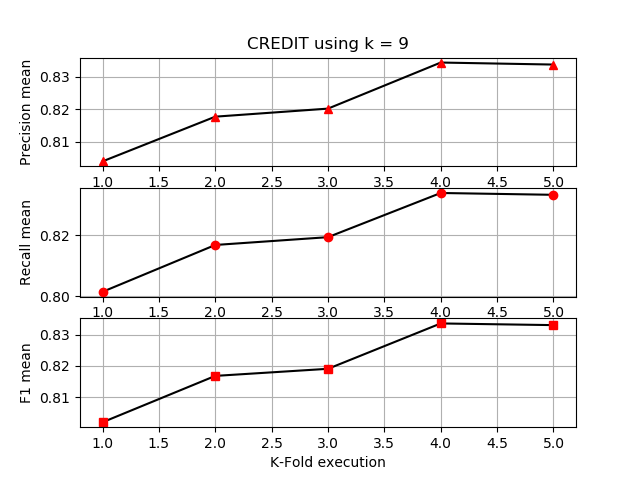 CREDIT using k = 9
Precision mean
0.83
0.82
0.81
1.0 1.5 2.0 2.5 3.0 3.5 4.0 4.5 5.0
Recall mean
0.82
0.80
1.0 1.5 2.0 2.5 3.0 3.5 4.0 4.5 5.0
F1 mean
0.83
0.82
0.81
1.0 1.5 2.0 2.5 3.0 3.5 4.0 4.5 5.0
K-Fold execution